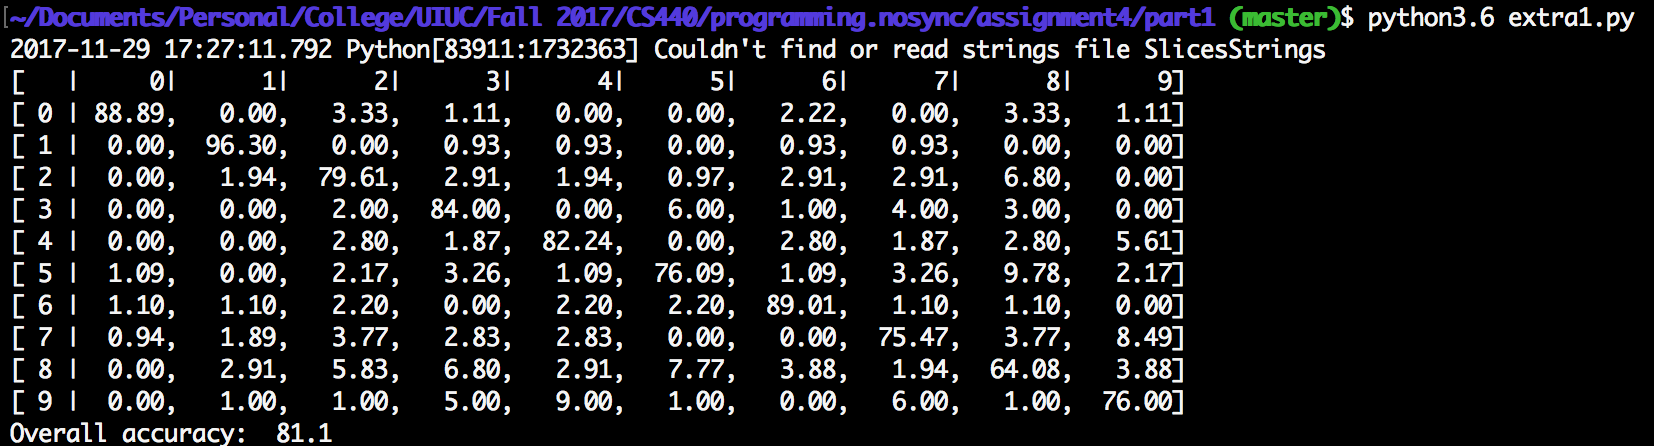 ~/Documents/Personal/College/UIUC/Fall 2017/CS440/programming.nosync/assignment4/part1 (master)$ python3.6 extra1.py
2017-11-29 17:27:11.792 Python[83911:1732363] Couldn't find or read strings file SlicesStrings
[   |     0|     1|     2|     3|     4|     5|     6|     7|     8|     9]
[ 0 | 88.89,  0.00,  3.33,  1.11,  0.00,  0.00,  2.22,  0.00,  3.33,  1.11]
[ 1 |  0.00, 96.30,  0.00,  0.93,  0.93,  0.00,  0.93,  0.93,  0.00,  0.00]
[ 2 |  0.00,  1.94, 79.61,  2.91,  1.94,  0.97,  2.91,  2.91,  6.80,  0.00]
[ 3 |  0.00,  0.00,  2.00, 84.00,  0.00,  6.00,  1.00,  4.00,  3.00,  0.00]
[ 4 |  0.00,  0.00,  2.80,  1.87, 82.24,  0.00,  2.80,  1.87,  2.80,  5.61]
[ 5 |  1.09,  0.00,  2.17,  3.26,  1.09, 76.09,  1.09,  3.26,  9.78,  2.17]
[ 6 |  1.10,  1.10,  2.20,  0.00,  2.20,  2.20, 89.01,  1.10,  1.10,  0.00]
[ 7 |  0.94,  1.89,  3.77,  2.83,  2.83,  0.00,  0.00, 75.47,  3.77,  8.49]
[ 8 |  0.00,  2.91,  5.83,  6.80,  2.91,  7.77,  3.88,  1.94, 64.08,  3.88]
[ 9 |  0.00,  1.00,  1.00,  5.00,  9.00,  1.00,  0.00,  6.00,  1.00, 76.00]
Overall accuracy:  81.1